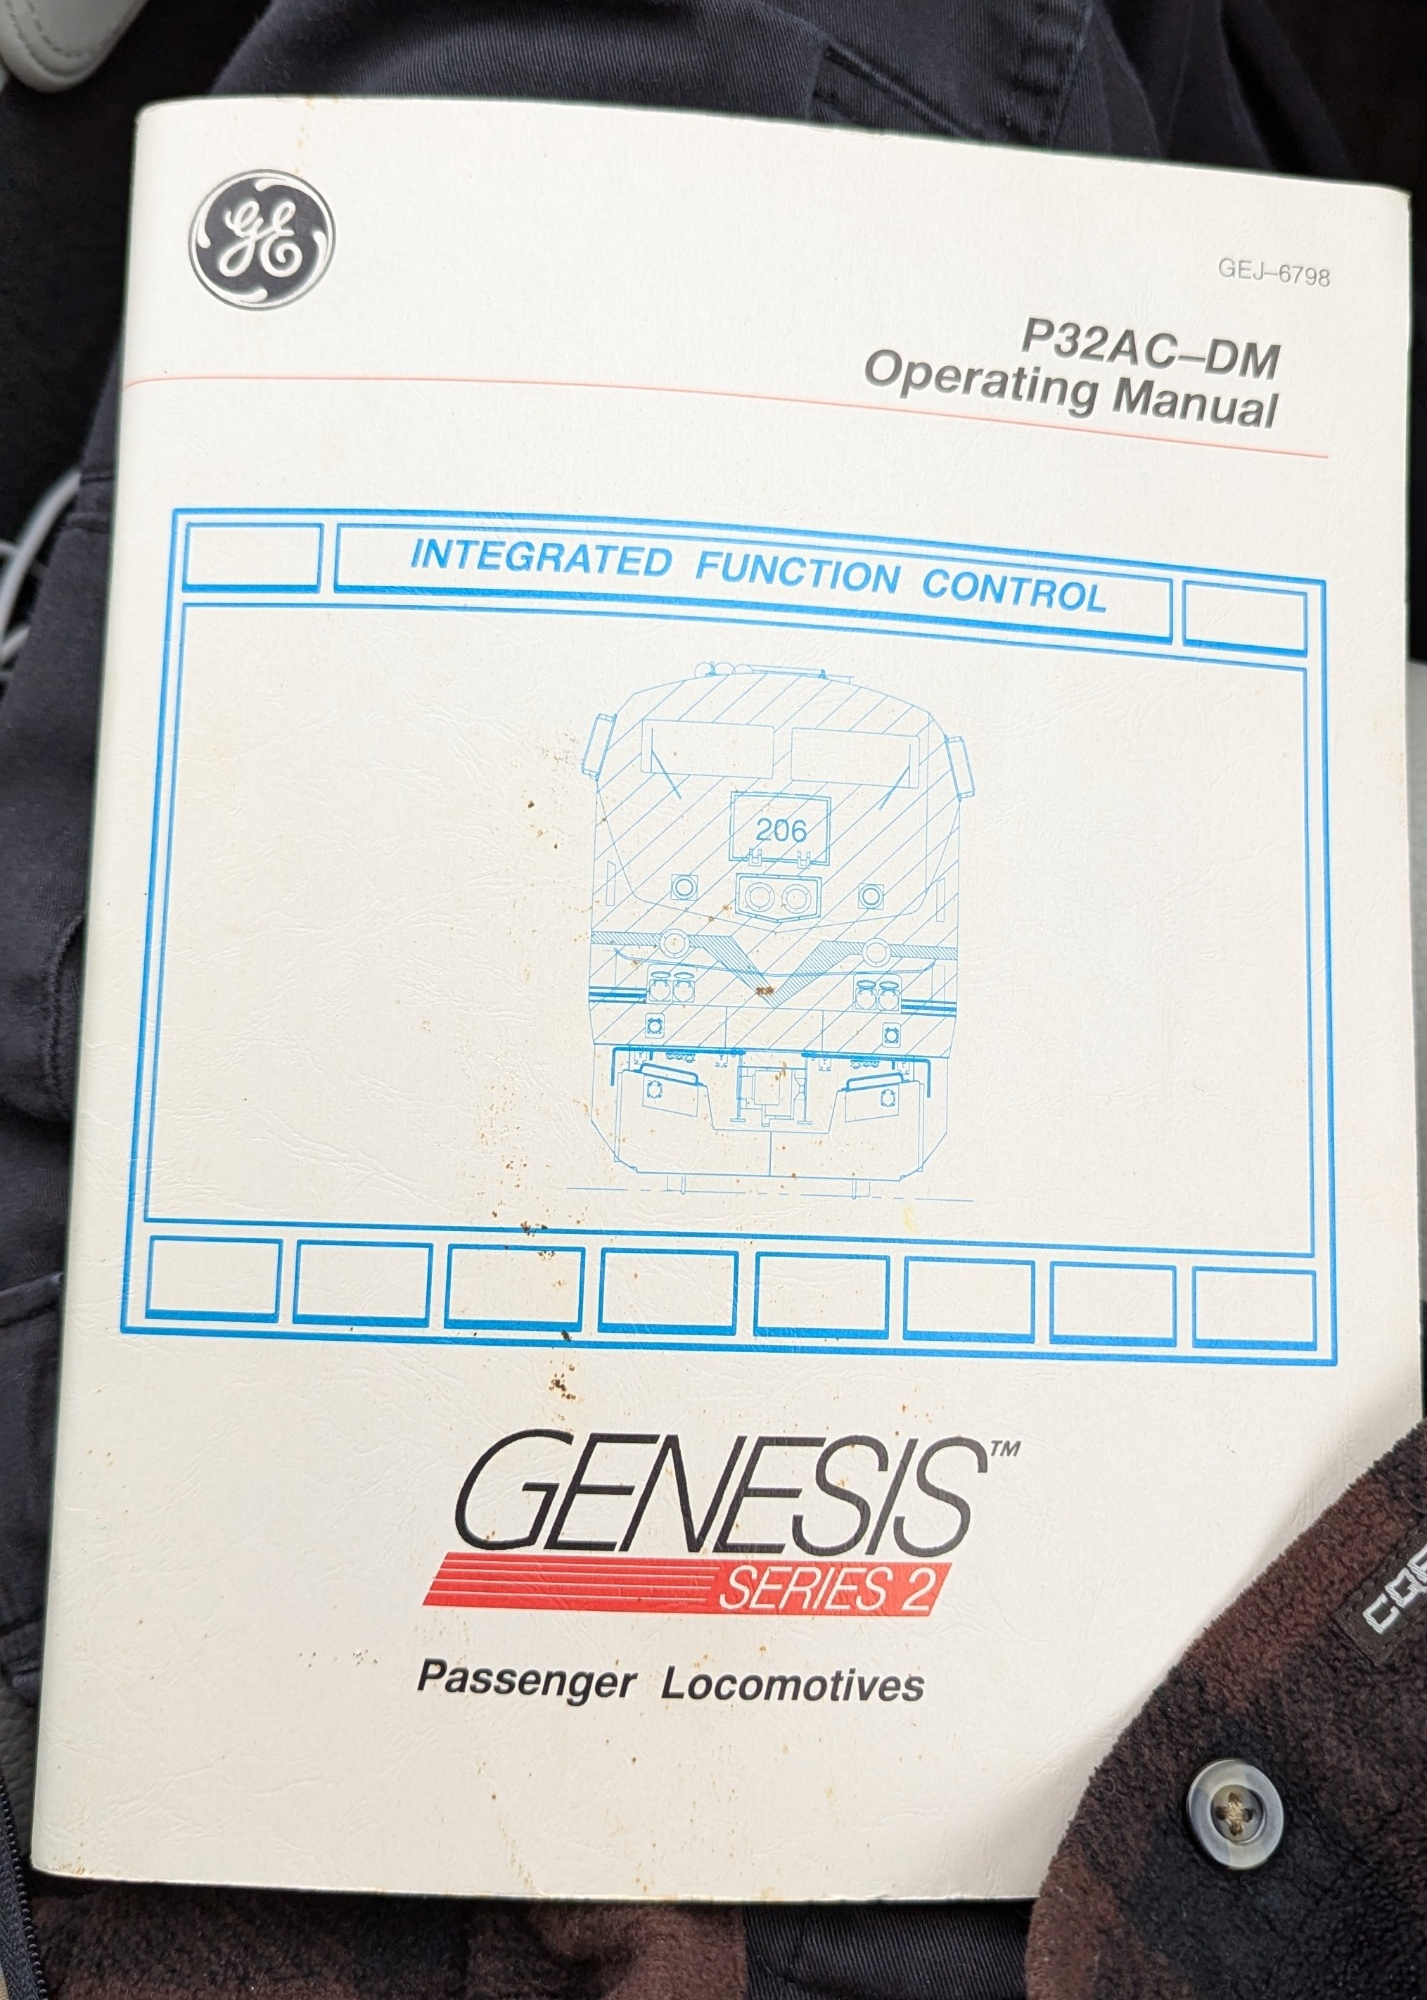 GE
GEJ–6798
P32AC–DM
Operating Manual
INTEGRATED FUNCTION CONTROL
206
GENESIS™
SERIES 2
Passenger Locomotives